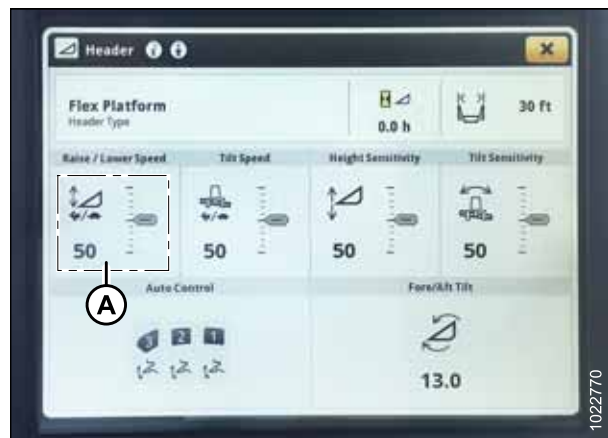 Header
Flex Platform
Header Type
0.0 h
30 ft
Raise / Lower Speed
Tilt Speed
Height Sensitivity
Tilt Sensitivity
50
50
50
50
A
Auto Control
Fore/Aft Tilt
3 2 1
13.0
1022770